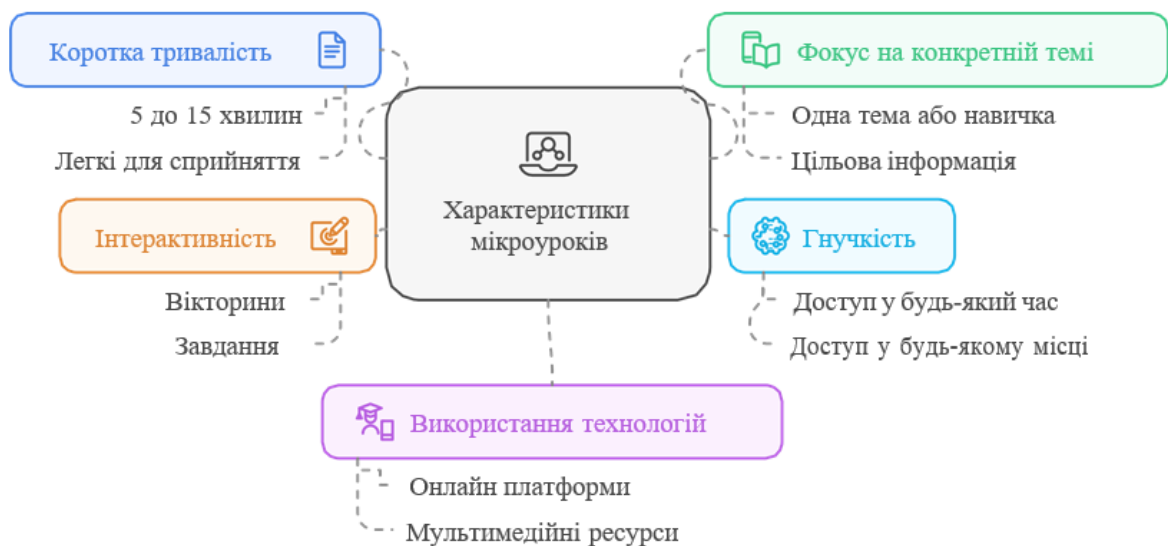 Коротка тривалість
5 до 15 хвилин
Легкі для сприйняття
Інтерактивність
Вікторини
Завдання
Характеристики
мікроуроків
Фокус на конкретній темі
Одна тема або навичка
Цільова інформація
Гнучкість
Доступ у будь-який час
Доступ у будь-якому місці
Використання технологій
Онлайн платформи
Мультимедійні ресурси